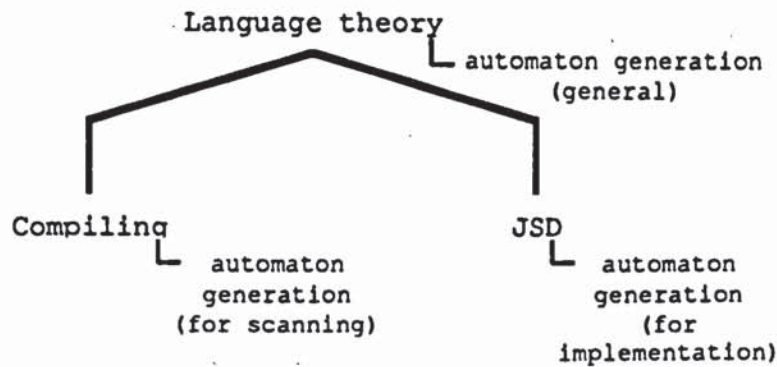 Language theory
automaton generation
(general)
Compiling
automaton
generation
(for scanning)
JSD
automaton
generation
(for
implementation)